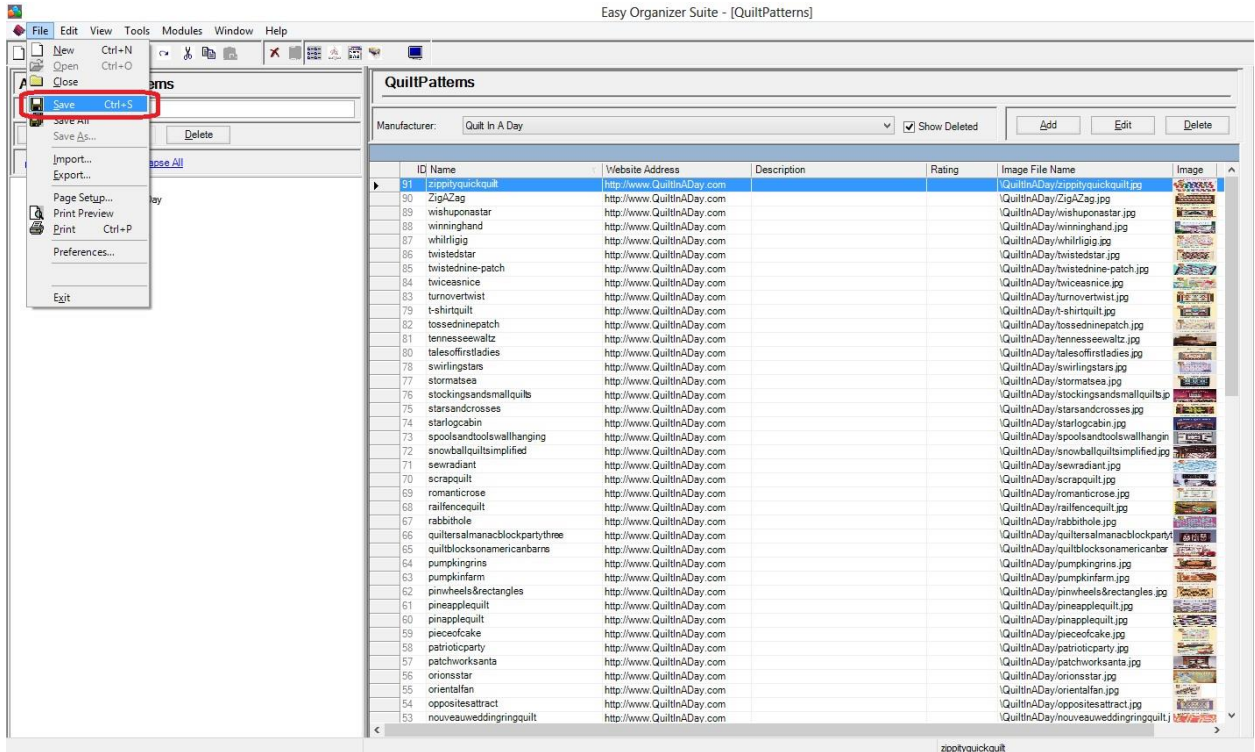 Easy Organizer Suite - [QuiltPatterns]
File Edit View Tools Modules Window Help
New Ctrl+N
Open Ctrl+O
Close
Save Ctrl+S
Save All
Save As...
Import...
Export...
Page Setup...
Print Preview
Print Ctrl+P
Preferences...
Exit
Delete
QuiltPatterns
Manufacturer: Quilt In A Day Show Deleted Add Edit Delete
ID Name Website Address Description Rating Image File Name Image
91 zippityquickquilt http://www.QuiltInADay.com \QuiltInADay/zippityquickquilt.jpg
90 ZigAZag http://www.QuiltInADay.com \QuiltInADay/ZigAZag.jpg
89 wishuponastar http://www.QuiltInADay.com \QuiltInADay/wishuponastar.jpg
88 winninghand http://www.QuiltInADay.com \QuiltInADay/winninghand.jpg
87 whilrligig http://www.QuiltInADay.com \QuiltInADay/whilrligig.jpg
86 twistedstar http://www.QuiltInADay.com \QuiltInADay/twistedstar.jpg
85 twistednine-patch http://www.QuiltInADay.com \QuiltInADay/twistednine-patch.jpg
84 twiceasnice http://www.QuiltInADay.com \QuiltInADay/twiceasnice.jpg
83 turnovertwist http://www.QuiltInADay.com \QuiltInADay/turnovertwist.jpg
79 t-shirtquilt http://www.QuiltInADay.com \QuiltInADay/t-shirtquilt.jpg
82 tossedninepatch http://www.QuiltInADay.com \QuiltInADay/tossedninepatch.jpg
81 tennesseewaltz http://www.QuiltInADay.com \QuiltInADay/tennesseewaltz.jpg
80 talesoffirstladies http://www.QuiltInADay.com \QuiltInADay/talesoffirstladies.jpg
78 swirlingstars http://www.QuiltInADay.com \QuiltInADay/swirlingstars.jpg
77 stormatsea http://www.QuiltInADay.com \QuiltInADay/stormatsea.jpg
76 stockingsandsmallquilts http://www.QuiltInADay.com \QuiltInADay/stockingsandsmallquilts.jp
75 starsandcrosses http://www.QuiltInADay.com \QuiltInADay/starsandcrosses.jpg
74 starlogcabin http://www.QuiltInADay.com \QuiltInADay/starlogcabin.jpg
73 spoolsandtoolswallhanging http://www.QuiltInADay.com \QuiltInADay/spoolsandtoolswallhangin
72 snowballquiltsimplified http://www.QuiltInADay.com \QuiltInADay/snowballquiltsimplified.jpg
71 sewradiant http://www.QuiltInADay.com \QuiltInADay/sewradiant.jpg
70 scrapquilt http://www.QuiltInADay.com \QuiltInADay/scrapquilt.jpg
69 romanticrose http://www.QuiltInADay.com \QuiltInADay/romanticrose.jpg
68 railfencequilt http://www.QuiltInADay.com \QuiltInADay/railfencequilt.jpg
67 rabbithole http://www.QuiltInADay.com \QuiltInADay/rabbithole.jpg
66 quiltersalmanacblockpartythree http://www.QuiltInADay.com \QuiltInADay/quiltersalmanacblockpartyt
65 quiltblocksonamericanbarns http://www.QuiltInADay.com \QuiltInADay/quiltblocksonamericanbar
64 pumpkingrins http://www.QuiltInADay.com \QuiltInADay/pumpkingrins.jpg
63 pumpkinfarm http://www.QuiltInADay.com \QuiltInADay/pumpkinfarm.jpg
62 pinwheels&rectangles http://www.QuiltInADay.com \QuiltInADay/pinwheels&rectangles.jpg
61 pineapplequilt http://www.QuiltInADay.com \QuiltInADay/pineapplequilt.jpg
60 pinapplequilt http://www.QuiltInADay.com \QuiltInADay/pinapplequilt.jpg
59 pieceofcake http://www.QuiltInADay.com \QuiltInADay/pieceofcake.jpg
58 patrioticparty http://www.QuiltInADay.com \QuiltInADay/patrioticparty.jpg
57 patchworksanta http://www.QuiltInADay.com \QuiltInADay/patchworksanta.jpg
56 orionsstar http://www.QuiltInADay.com \QuiltInADay/orionsstar.jpg
55 orientalfan http://www.QuiltInADay.com \QuiltInADay/orientalfan.jpg
54 oppositesattract http://www.QuiltInADay.com \QuiltInADay/oppositesattract.jpg
53 nouveauweddingringquilt http://www.QuiltInADay.com \QuiltInADay/nouveauweddingringquilt.j
zippityquickquilt